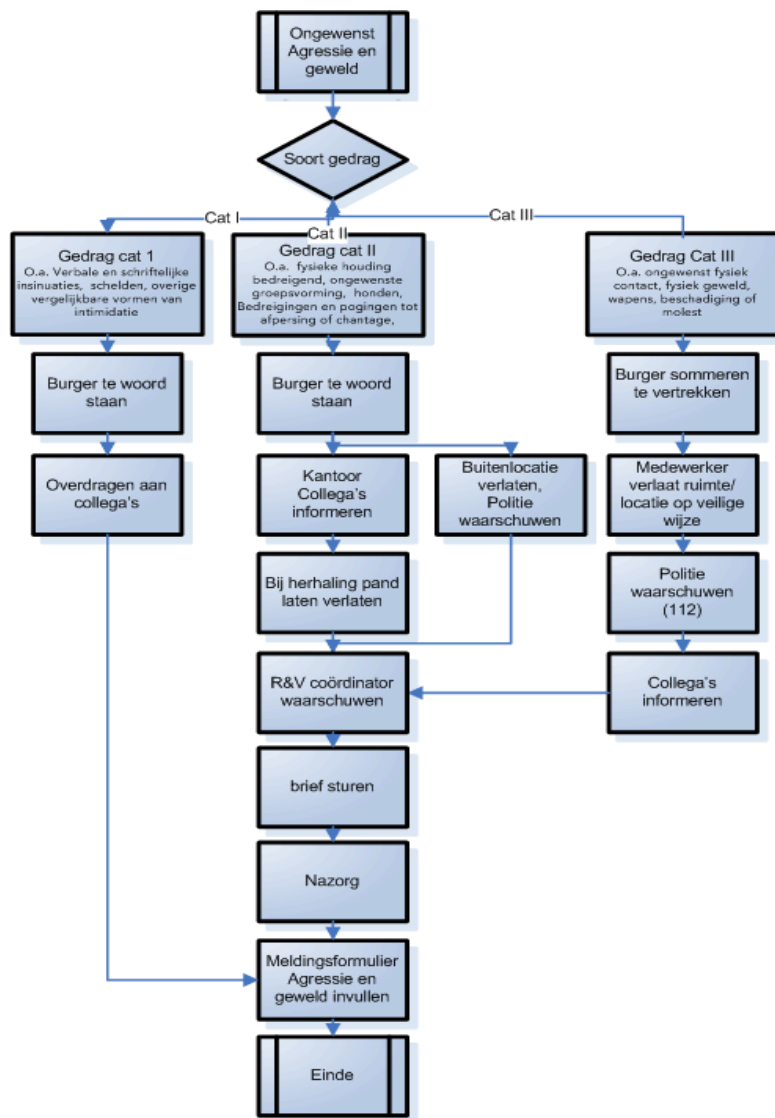 Ongewenst
Agressie en
geweld
Soort gedrag
Cat I
Cat II
Cat III
Gedrag cat 1
O.a. Verbale en schriftelijke
insinuaties, schelden, overige
vergelijkbare vormen van
intimidatie
Gedrag cat II
O.a. fysieke houding
bedreigend, ongewenste
groepsvorming, honden,
Bedreigingen en pogingen tot
afpersing of chantage,
Gedrag Cat III
O.a. ongewenst fysiek
contact, fysiek geweld,
wapens, beschadiging of
molest
Burger te woord
staan
Burger te woord
staan
Burger sommeren
te vertrekken
Overdragen aan
collega's
Kantoor
Collega's
informeren
Buitenlocatie
verlaten,
Politie
waarschuwen
Medewerker
verlaat ruimte/
locatie op veilige
wijze
Bij herhaling pand
laten verlaten
Politie
waarschuwen
(112)
R&V coördinator
waarschuwen
Collega's
informeren
brief sturen
Nazorg
Meldingsformulier
Agressie en
geweld invullen
Einde